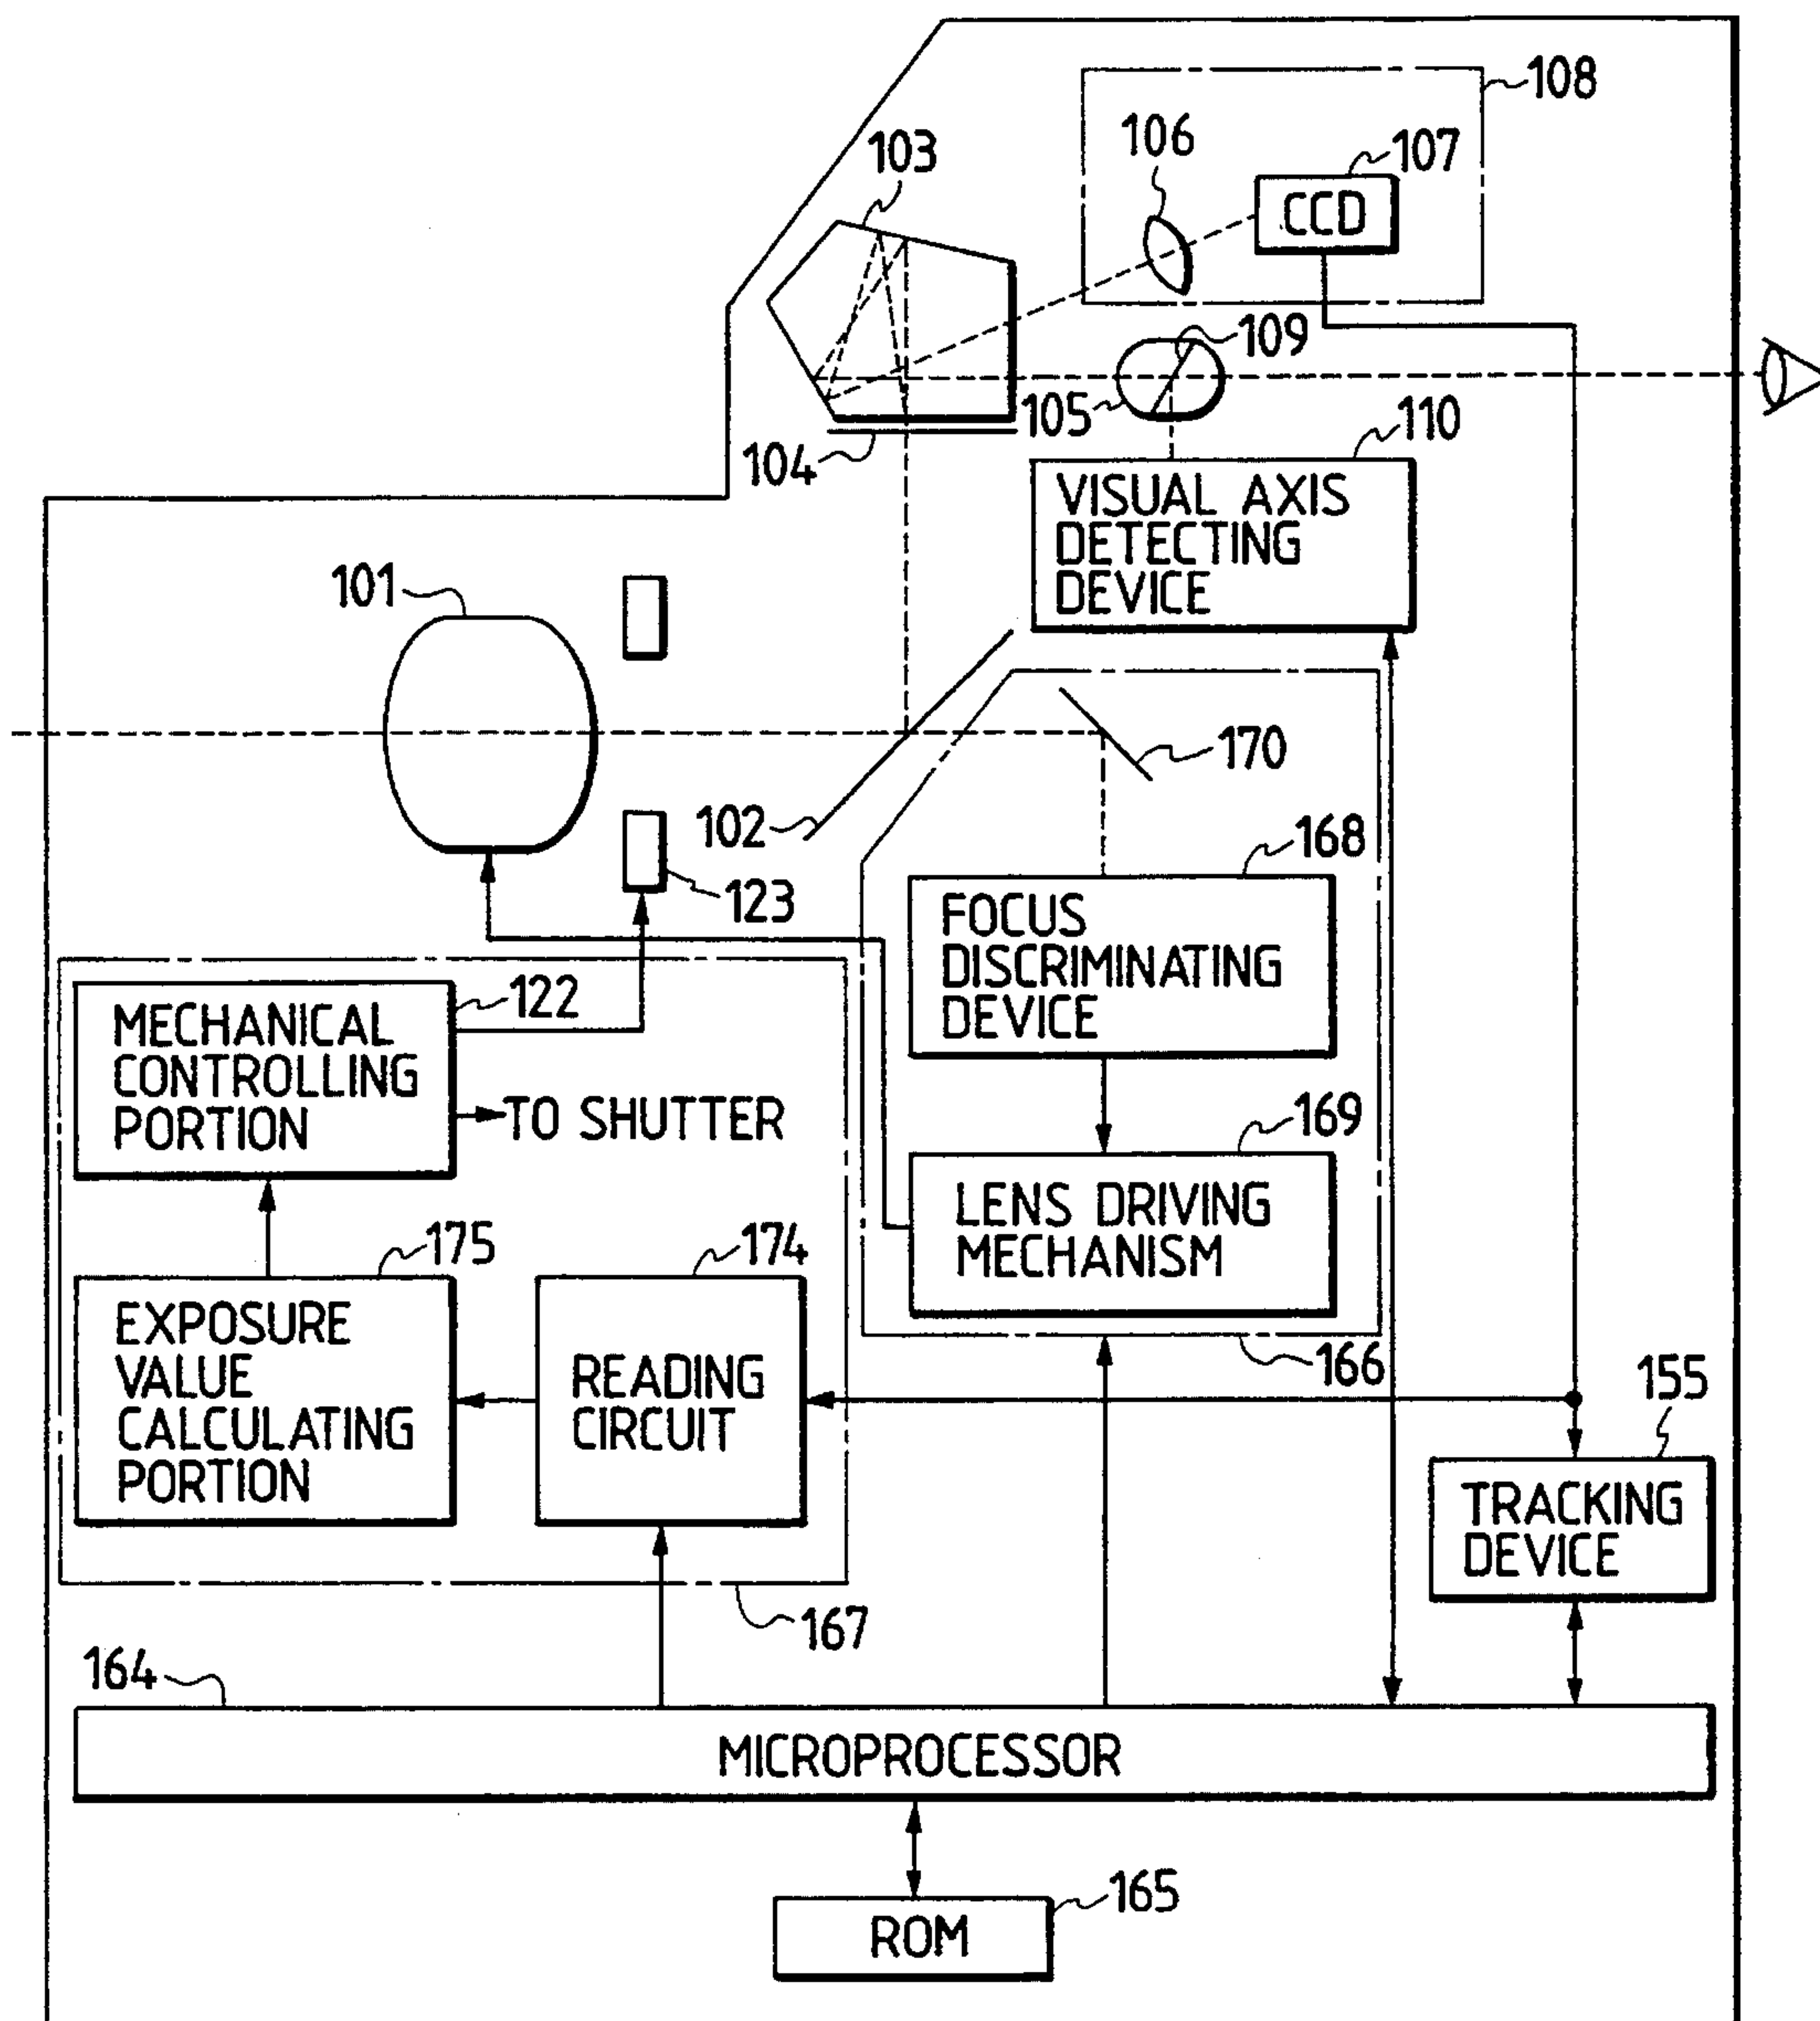 108
106
107
103
CCD
109
105
110
104
VISUAL AXIS
DETECTING
DEVICE
101
170
102
168
123
FOCUS
DISCRIMINATING
DEVICE
122
MECHANICAL
CONTROLLING
PORTION
TO SHUTTER
169
LENS DRIVING
MECHANISM
175
174
EXPOSURE
VALUE
CALCULATING
PORTION
READING
CIRCUIT
166
155
TRACKING
DEVICE
167
164
MICROPROCESSOR
165
ROM